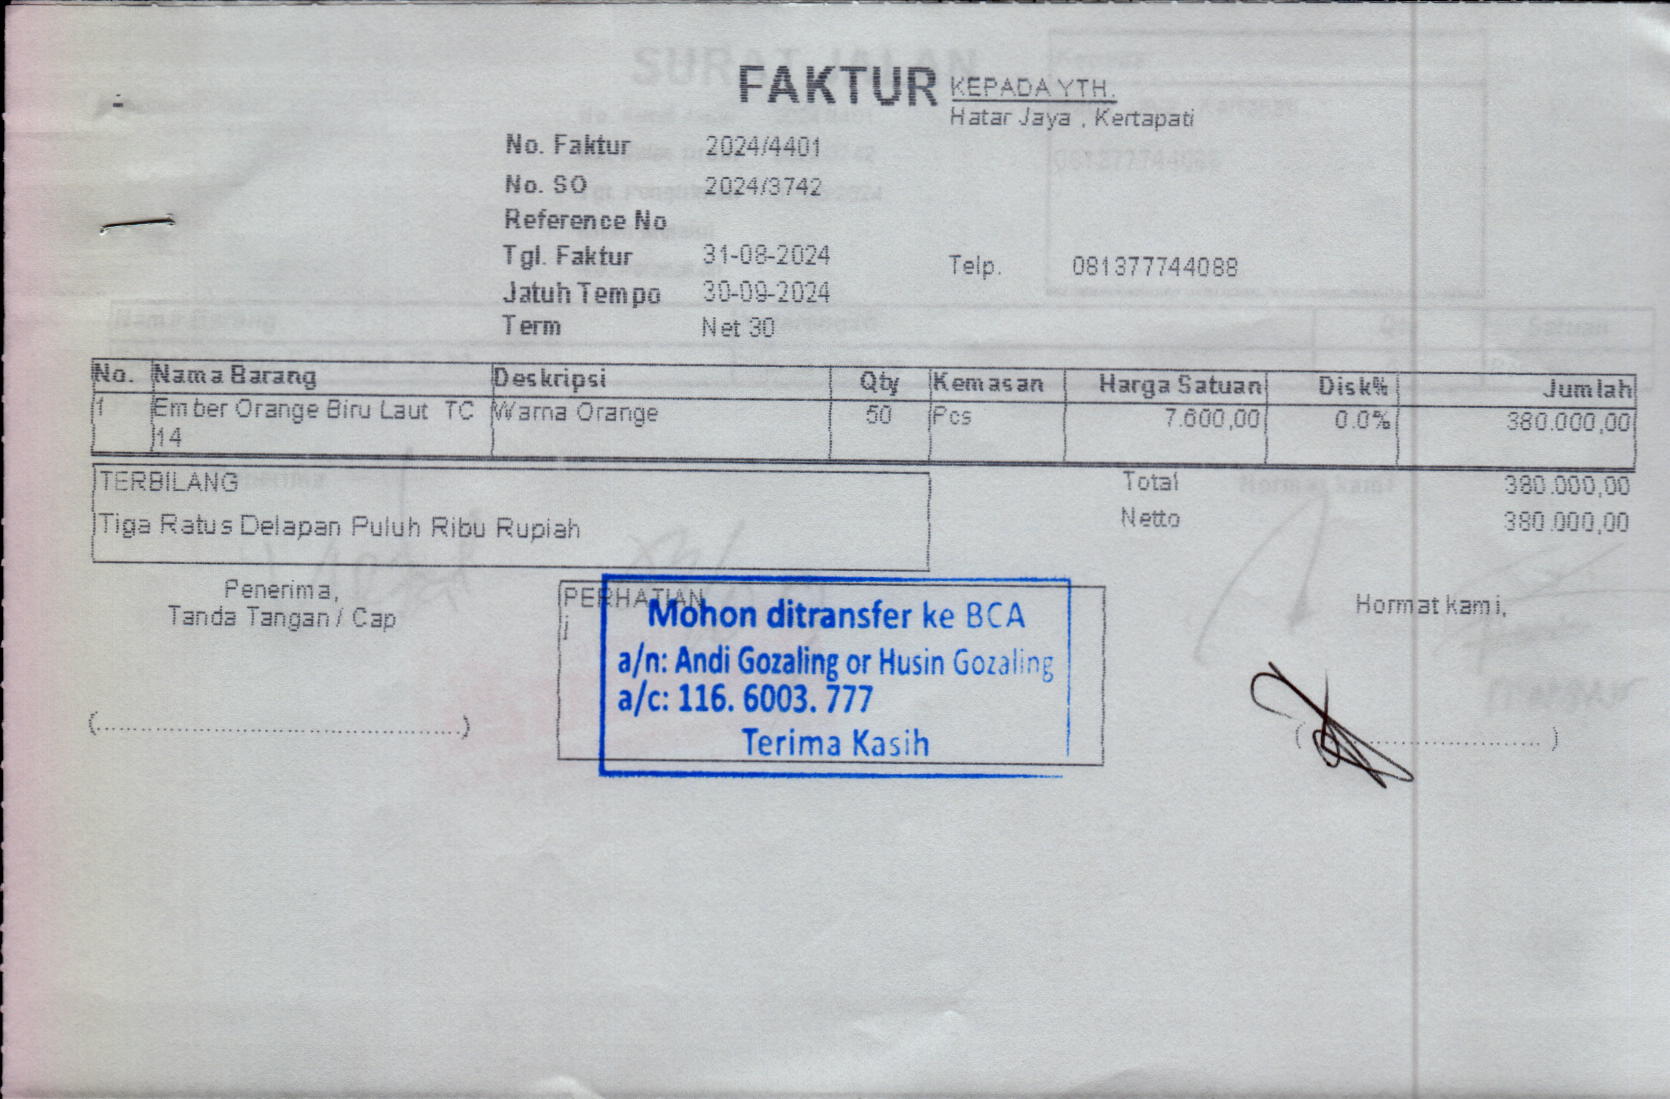 FAKTUR
KEPADA YTH.
Hatar Jaya , Kertapati
No. Faktur 2024/4401
No. SO 2024/3742
Reference No
Tgl. Faktur 31-08-2024
Telp. 081377744088
Jatuh Tempo 30-09-2024
Term Net 30
No. Nama Barang Deskripsi Qty Kemasan Harga Satuan Disk% Jumlah
1 Ember Orange Biru Laut TC Warna Orange 50 Pcs 7.600,00 0.0% 380.000,00
14
TERBILANG
Tiga Ratus Delapan Puluh Ribu Rupiah
Total 380.000,00
Netto 380.000,00
Penerima,
Tanda Tangan / Cap
PERHATIAN
Mohon ditransfer ke BCA
a/n: Andi Gozaling or Husin Gozaling
a/c: 116. 6003. 777
Terima Kasih
Hormat kami,
(............................................)
(............................)